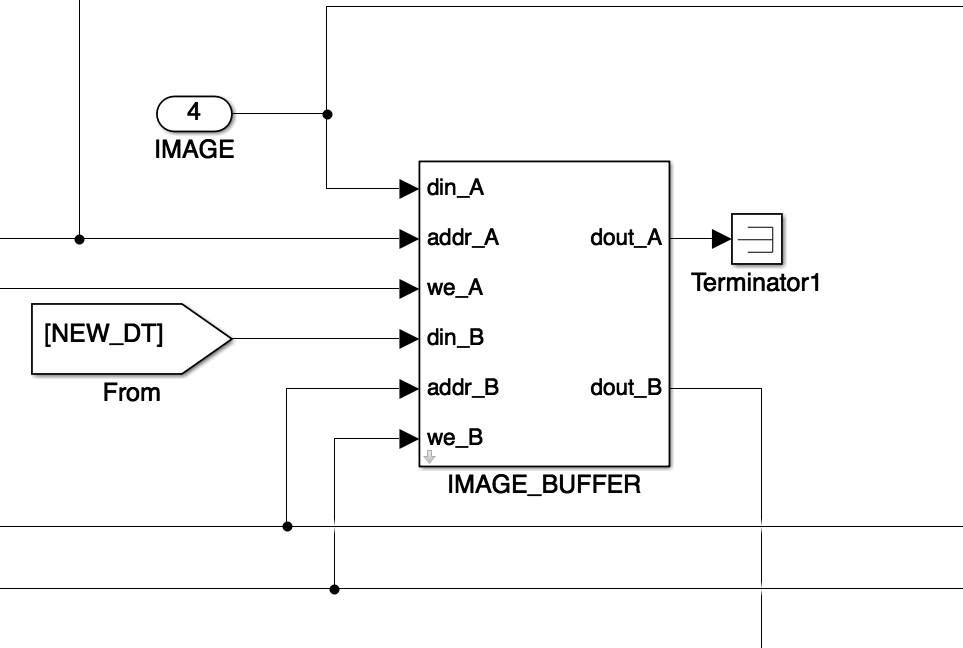 4
IMAGE
din_A
addr_A
dout_A
Terminator1
we_A
[NEW_DT]
din_B
From
addr_B
dout_B
we_B
IMAGE_BUFFER